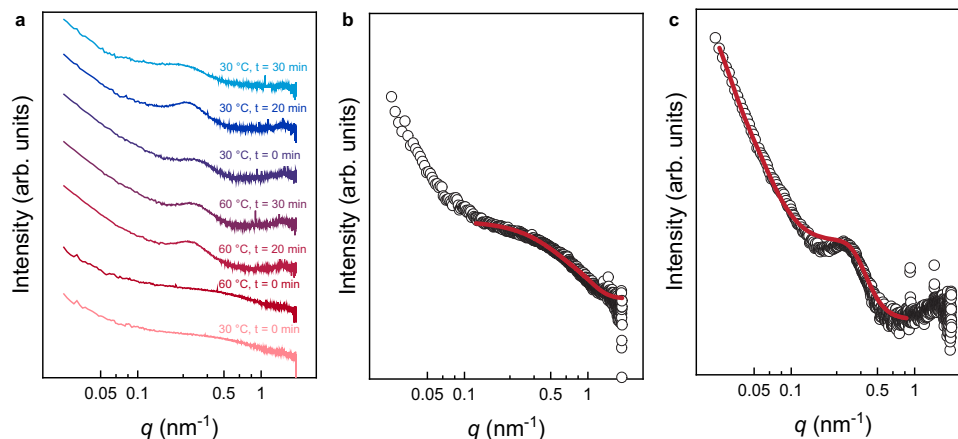 a
Intensity (arb. units)
30 °C, t = 30 min
30 °C, t = 20 min
30 °C, t = 0 min
60 °C, t = 30 min
60 °C, t = 20 min
60 °C, t = 0 min
30 °C, t = 0 min
0.05 0.1 0.5 1
q (nm⁻¹)
b
Intensity (arb. units)
0.05 0.1 0.5 1
q (nm⁻¹)
c
Intensity (arb. units)
0.05 0.1 0.5 1
q (nm⁻¹)